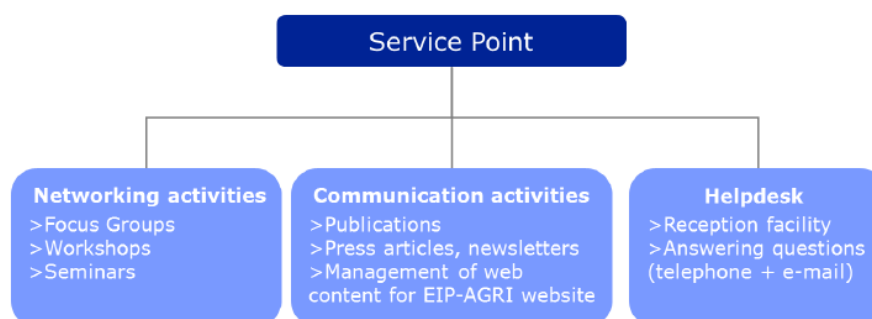 Service Point
Networking activities
>Focus Groups
>Workshops
>Seminars
Communication activities
>Publications
>Press articles, newsletters
>Management of web
content for EIP-AGRI website
Helpdesk
>Reception facility
>Answering questions
(telephone + e-mail)